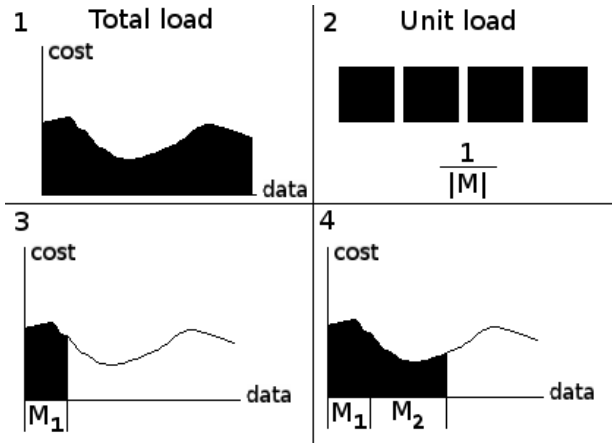 1 Total load
cost
data
2 Unit load
1
|M|
3
cost
data
M₁
4
cost
data
M₁ M₂